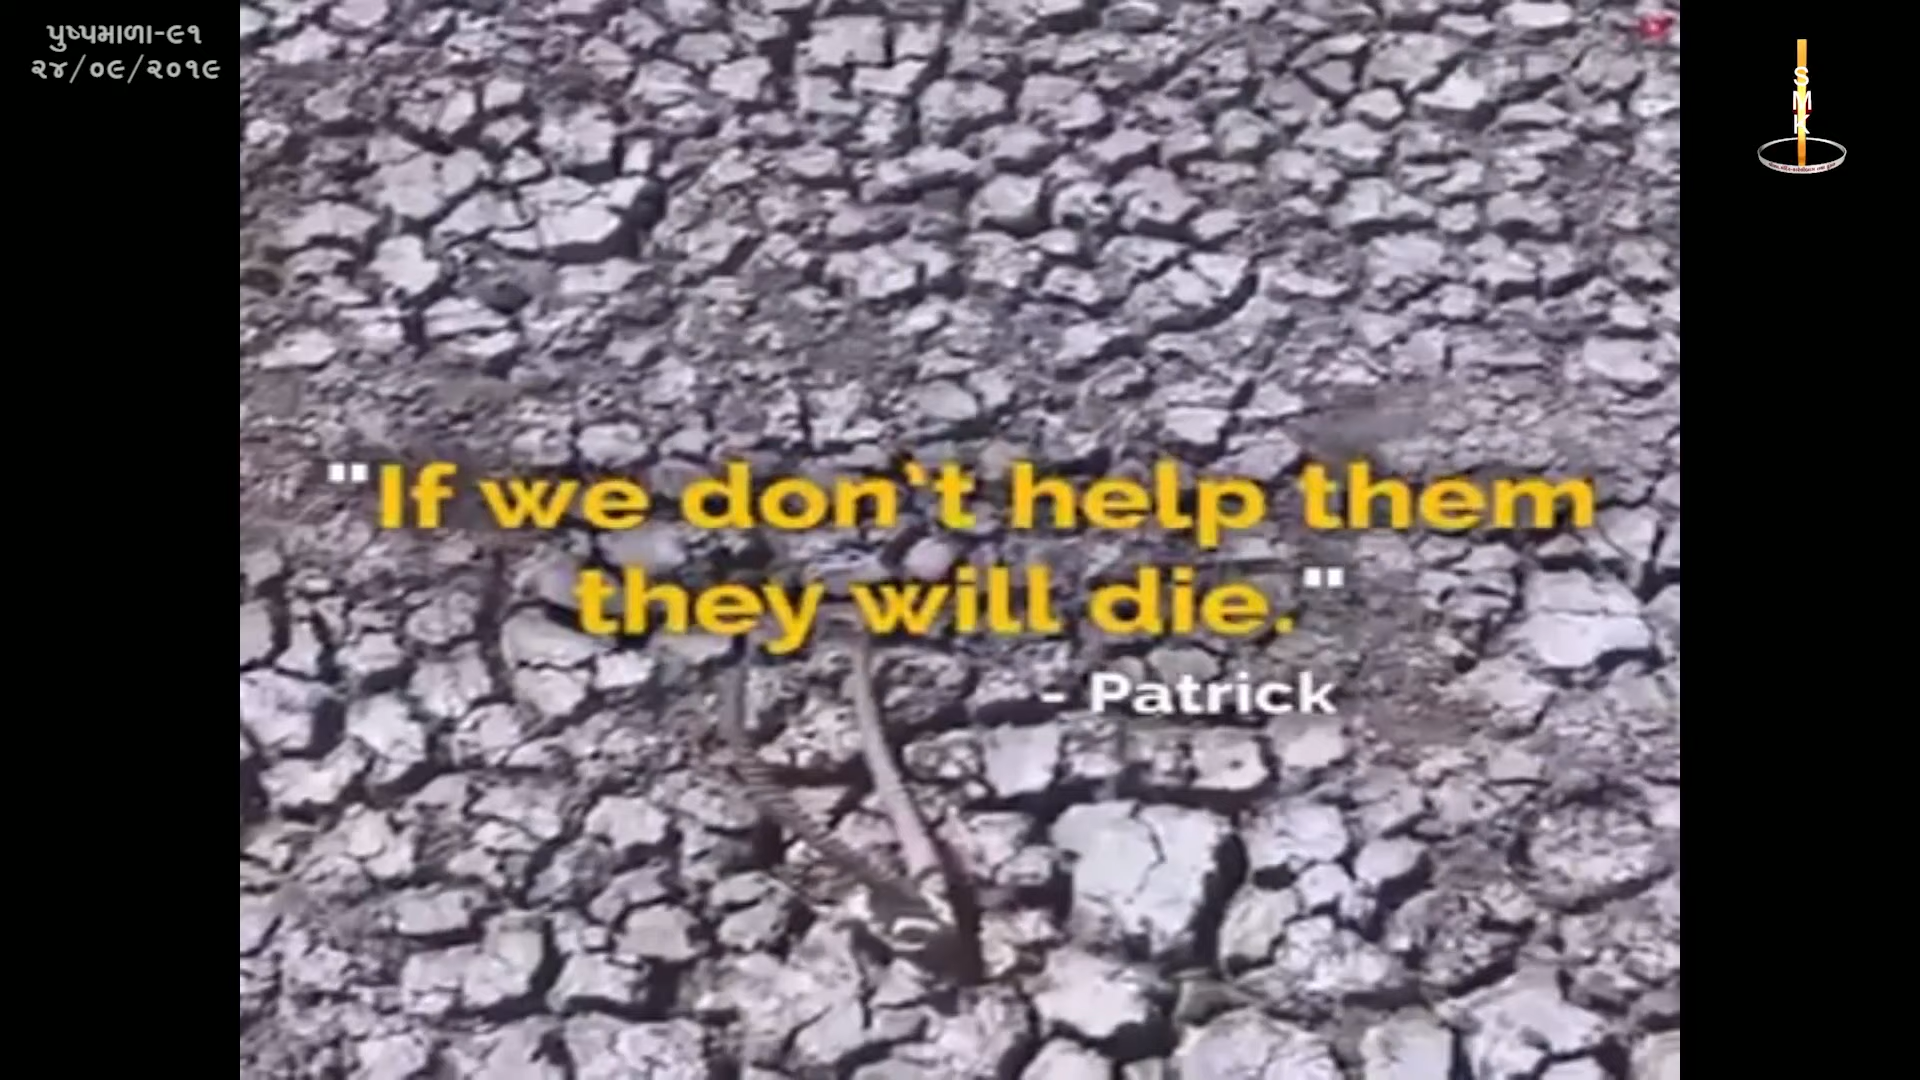 પુષ્પમાળા-૯૧
૨૪/૦૯/૨૦૧૯
S
M
K
"If we don't help them
they will die."
- Patrick